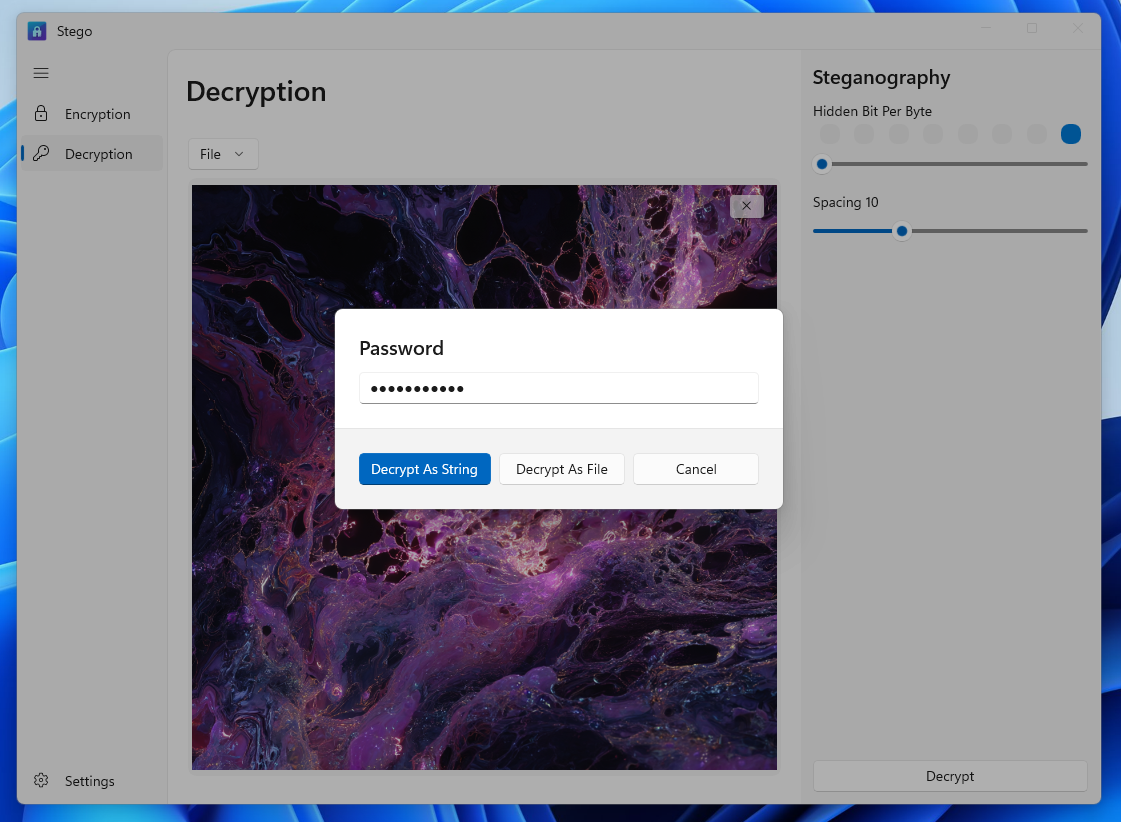 Stego
Encryption
Decryption
Settings
Decryption
File
Password
•••••••••••
Decrypt As String
Decrypt As File
Cancel
Steganography
Hidden Bit Per Byte
Spacing 10
Decrypt